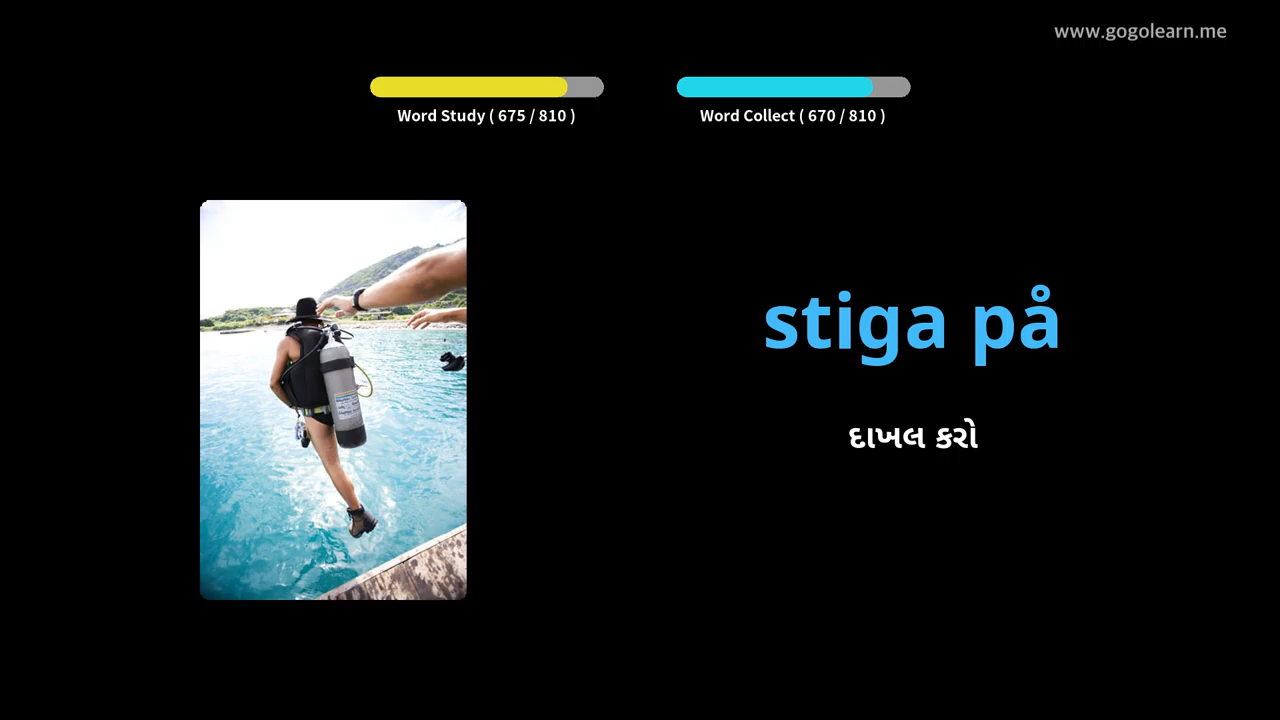 www.gogolearn.me
Word Study ( 675 / 810 )
Word Collect ( 670 / 810 )
stiga på
દાખલ કરો